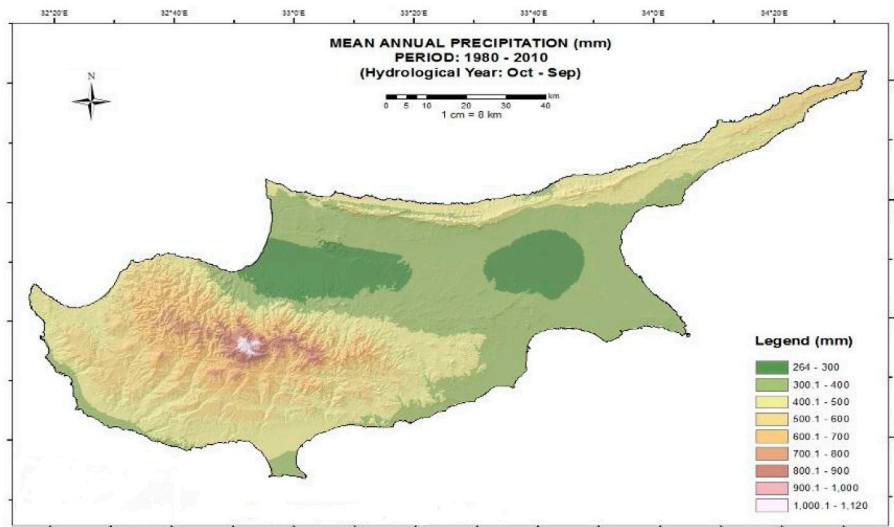 32°20'E 32°40'E 33°0'E 33°20'E 33°40'E 34°0'E 34°20'E
MEAN ANNUAL PRECIPITATION (mm)
PERIOD: 1980 - 2010
(Hydrological Year: Oct - Sep)
N
km
0 5 10 20 30 40
1 cm = 8 km
Legend (mm)
264 - 300
300.1 - 400
400.1 - 500
500.1 - 600
600.1 - 700
700.1 - 800
800.1 - 900
900.1 - 1,000
1,000.1 - 1,120